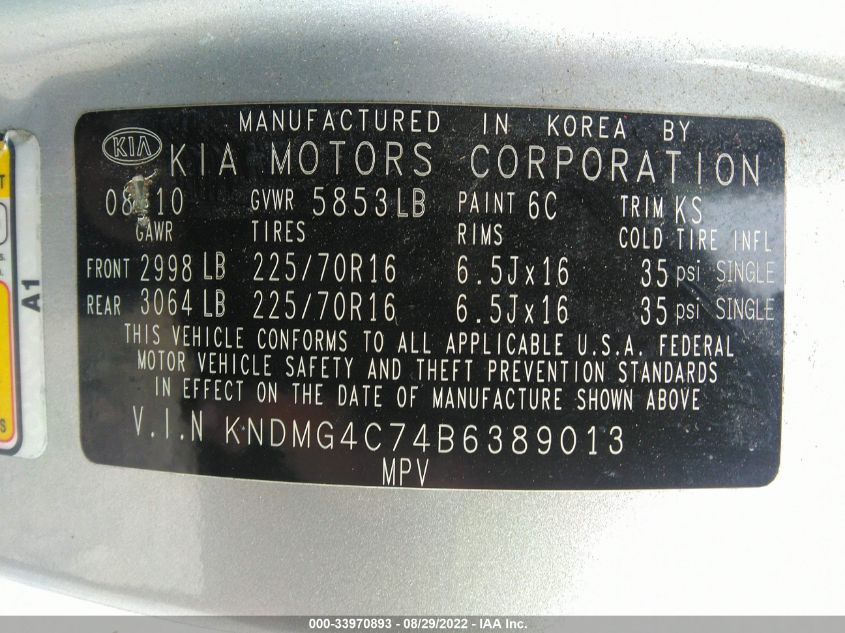 MANUFACTURED IN KOREA BY
KIA KIA MOTORS CORPORATION
08/10 GVWR 5853LB PAINT 6C TRIM KS
GAWR TIRES RIMS COLD TIRE INFL
FRONT 2998 LB 225/70R16 6.5Jx16 35 psi SINGLE
REAR 3064 LB 225/70R16 6.5Jx16 35 psi SINGLE
THIS VEHICLE CONFORMS TO ALL APPLICABLE U.S.A. FEDERAL
MOTOR VEHICLE SAFETY AND THEFT PREVENTION STANDARDS
IN EFFECT ON THE DATE OF MANUFACTURE SHOWN ABOVE
V.I.N KNDMG4C74B6389013
MPV
A1
000-33970893 - 08/29/2022 - IAA Inc.